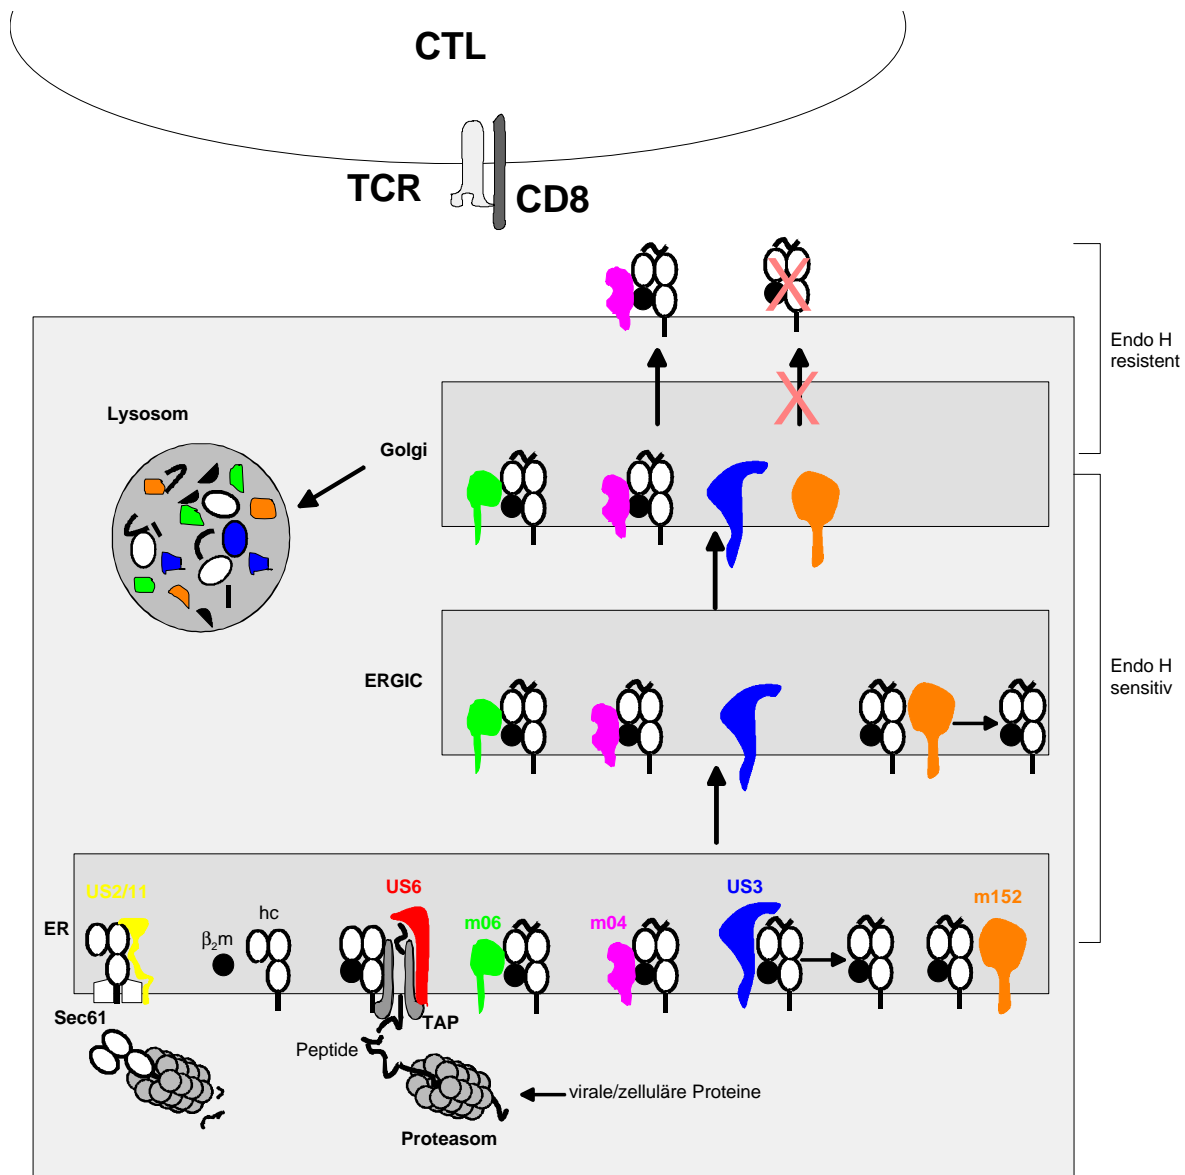 CTL
TCR
CD8
Endo H
resistent
Lysosom
Golgi
ERGIC
Endo H
sensitiv
US2/11
US6
US3
m152
hc
m06
m04
ER
β₂m
Sec61
TAP
Peptide
virale/zelluläre Proteine
Proteasom